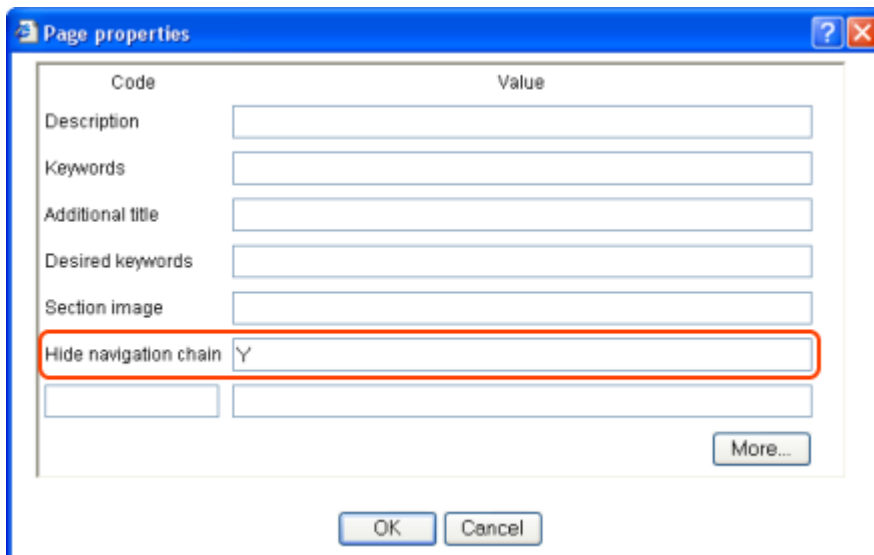 Page properties
Code Value
Description
Keywords
Additional title
Desired keywords
Section image
Hide navigation chain Y
More...
OK Cancel